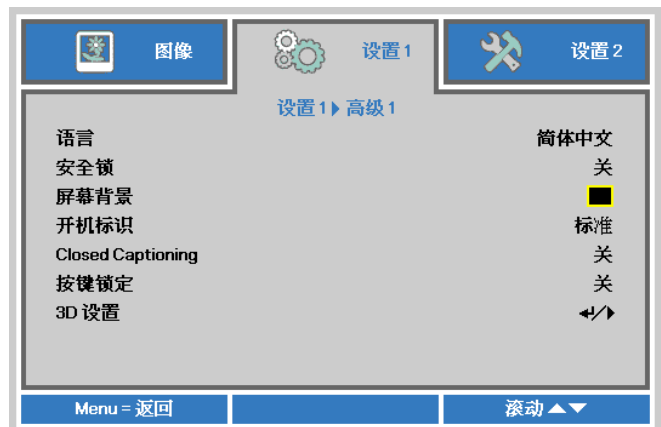 图像 设置 1 设置 2
设置 1 高级 1
语言 简体中文
安全锁 关
屏幕背景
开机标识 标准
Closed Captioning 关
按键锁定 关
3D 设置 /
Menu = 返回 滚动